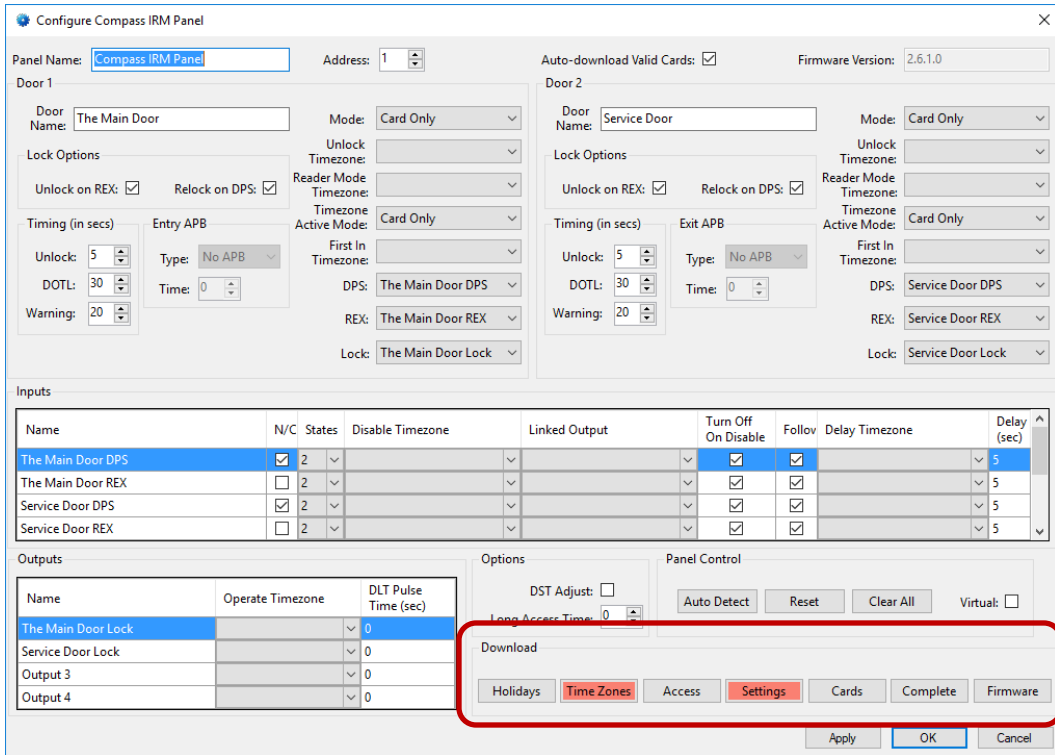 Configure Compass IRM Panel
Panel Name: Compass IRM Panel Address: 1 Auto-download Valid Cards: Firmware Version: 2.6.1.0
Door 1
Door Name: The Main Door
Mode: Card Only
Unlock Timezone:
Lock Options
Unlock on REX: Relock on DPS:
Reader Mode Timezone:
Timezone Active Mode: Card Only
Timing (in secs)
Unlock: 5
DOTL: 30
Warning: 20
Entry APB
Type: No APB
Time: 0
First In Timezone:
DPS: The Main Door DPS
REX: The Main Door REX
Lock: The Main Door Lock
Door 2
Door Name: Service Door
Mode: Card Only
Unlock Timezone:
Lock Options
Unlock on REX: Relock on DPS:
Reader Mode Timezone:
Timezone Active Mode: Card Only
Timing (in secs)
Unlock: 5
DOTL: 30
Warning: 20
Exit APB
Type: No APB
Time: 0
First In Timezone:
DPS: Service Door DPS
REX: Service Door REX
Lock: Service Door Lock
Inputs
Name N/C States Disable Timezone Linked Output Turn Off On Disable Follov Delay Timezone Delay (sec)
The Main Door DPS 2 5
The Main Door REX 2 5
Service Door DPS 2 5
Service Door REX 2 5
Outputs
Name Operate Timezone DLT Pulse Time (sec)
The Main Door Lock 0
Service Door Lock 0
Output 3 0
Output 4 0
Options
DST Adjust:
Long Access Time: 0
Panel Control
Auto Detect Reset Clear All Virtual:
Download
Holidays Time Zones Access Settings Cards Complete Firmware
Apply OK Cancel